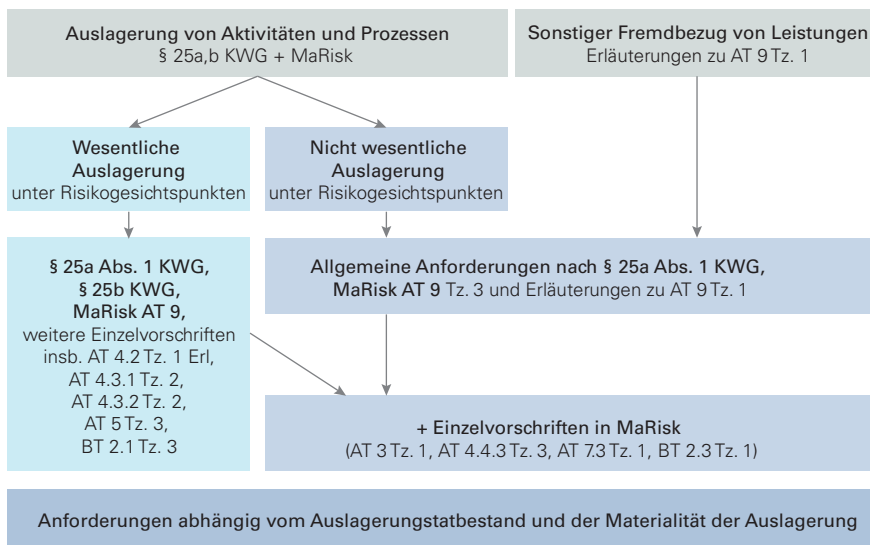 Auslagerung von Aktivitäten und Prozessen
§ 25a,b KWG + MaRisk
Sonstiger Fremdbezug von Leistungen
Erläuterungen zu AT 9 Tz. 1
Wesentliche
Auslagerung
unter Risikogesichtspunkten
Nicht wesentliche
Auslagerung
unter Risikogesichtspunkten
§ 25a Abs. 1 KWG,
§ 25b KWG,
MaRisk AT 9,
weitere Einzelvorschriften
insb. AT 4.2 Tz. 1 Erl,
AT 4.3.1 Tz. 2,
AT 4.3.2 Tz. 2,
AT 5 Tz. 3,
BT 2.1 Tz. 3
Allgemeine Anforderungen nach § 25a Abs. 1 KWG,
MaRisk AT 9 Tz. 3 und Erläuterungen zu AT 9 Tz. 1
+ Einzelvorschriften in MaRisk
(AT 3 Tz. 1, AT 4.4.3 Tz. 3, AT 7.3 Tz. 1, BT 2.3 Tz. 1)
Anforderungen abhängig vom Auslagerungstatbestand und der Materialität der Auslagerung